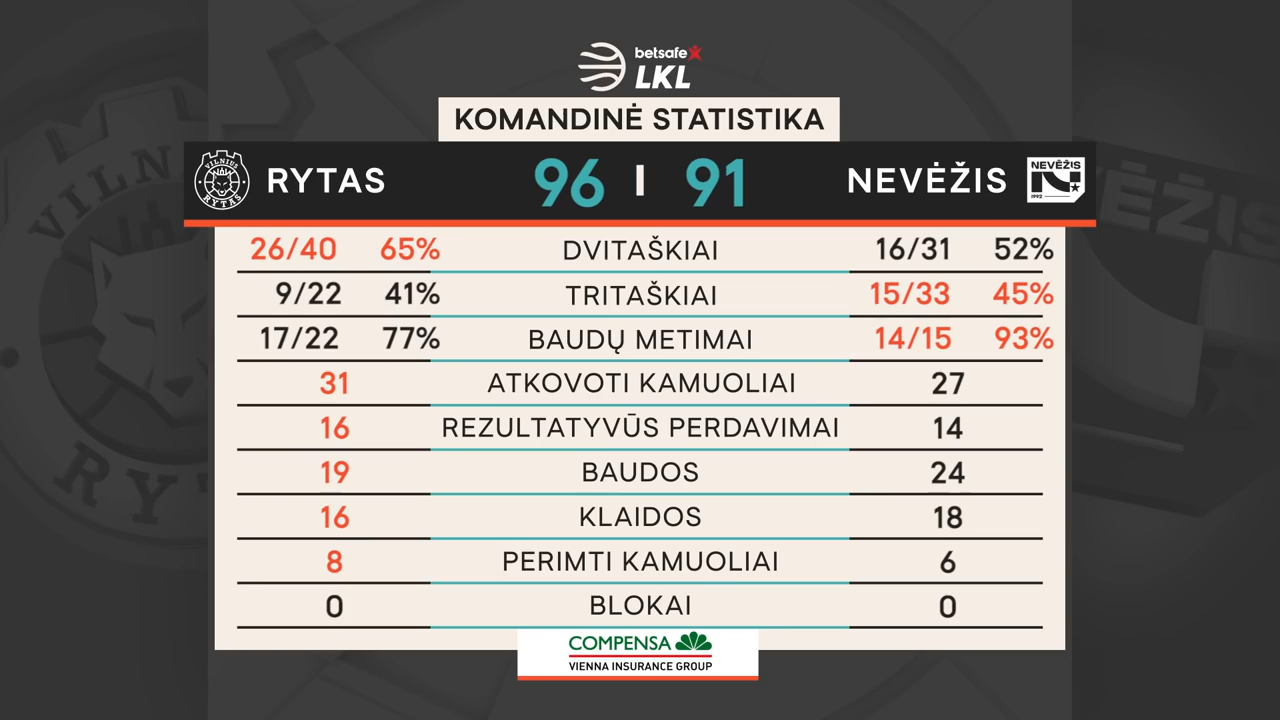 betsafe
LKL
KOMANDINĖ STATISTIKA
VILNIUS RYTAS RYTAS 96 | 91 NEVĖŽIS NEVĖŽIS 1992
26/40 65% DVITAŠKIAI 16/31 52%
9/22 41% TRITAŠKIAI 15/33 45%
17/22 77% BAUDŲ METIMAI 14/15 93%
31 ATKOVOTI KAMUOLIAI 27
16 REZULTATYVŪS PERDAVIMAI 14
19 BAUDOS 24
16 KLAIDOS 18
8 PERIMTI KAMUOLIAI 6
0 BLOKAI 0
COMPENSA
VIENNA INSURANCE GROUP